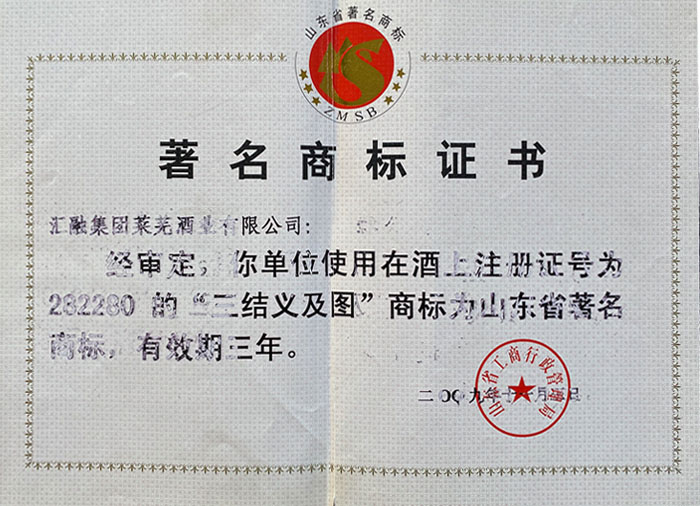 山东省著名商标
ZMSB
著名商标证书
汇融集团莱芜酒业有限公司：
经审定，你单位使用在酒上注册证号为
282280 的“三结义及图”商标为山东省著名
商标，有效期三年。
山东省工商行政管理局
二〇〇九年十一月